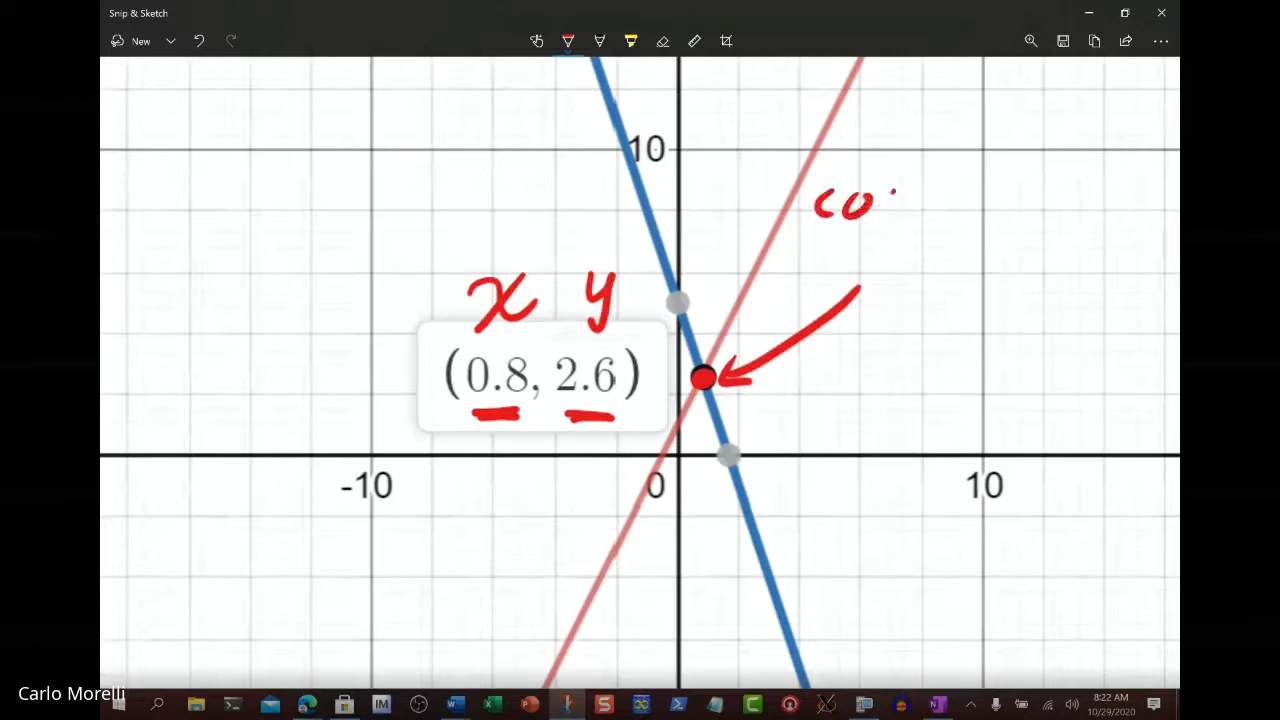 Snip & Sketch
New
10
co
x y
(0.8, 2.6)
-10
0
10
Carlo Morelli
IM
8:22 AM
10/29/2020